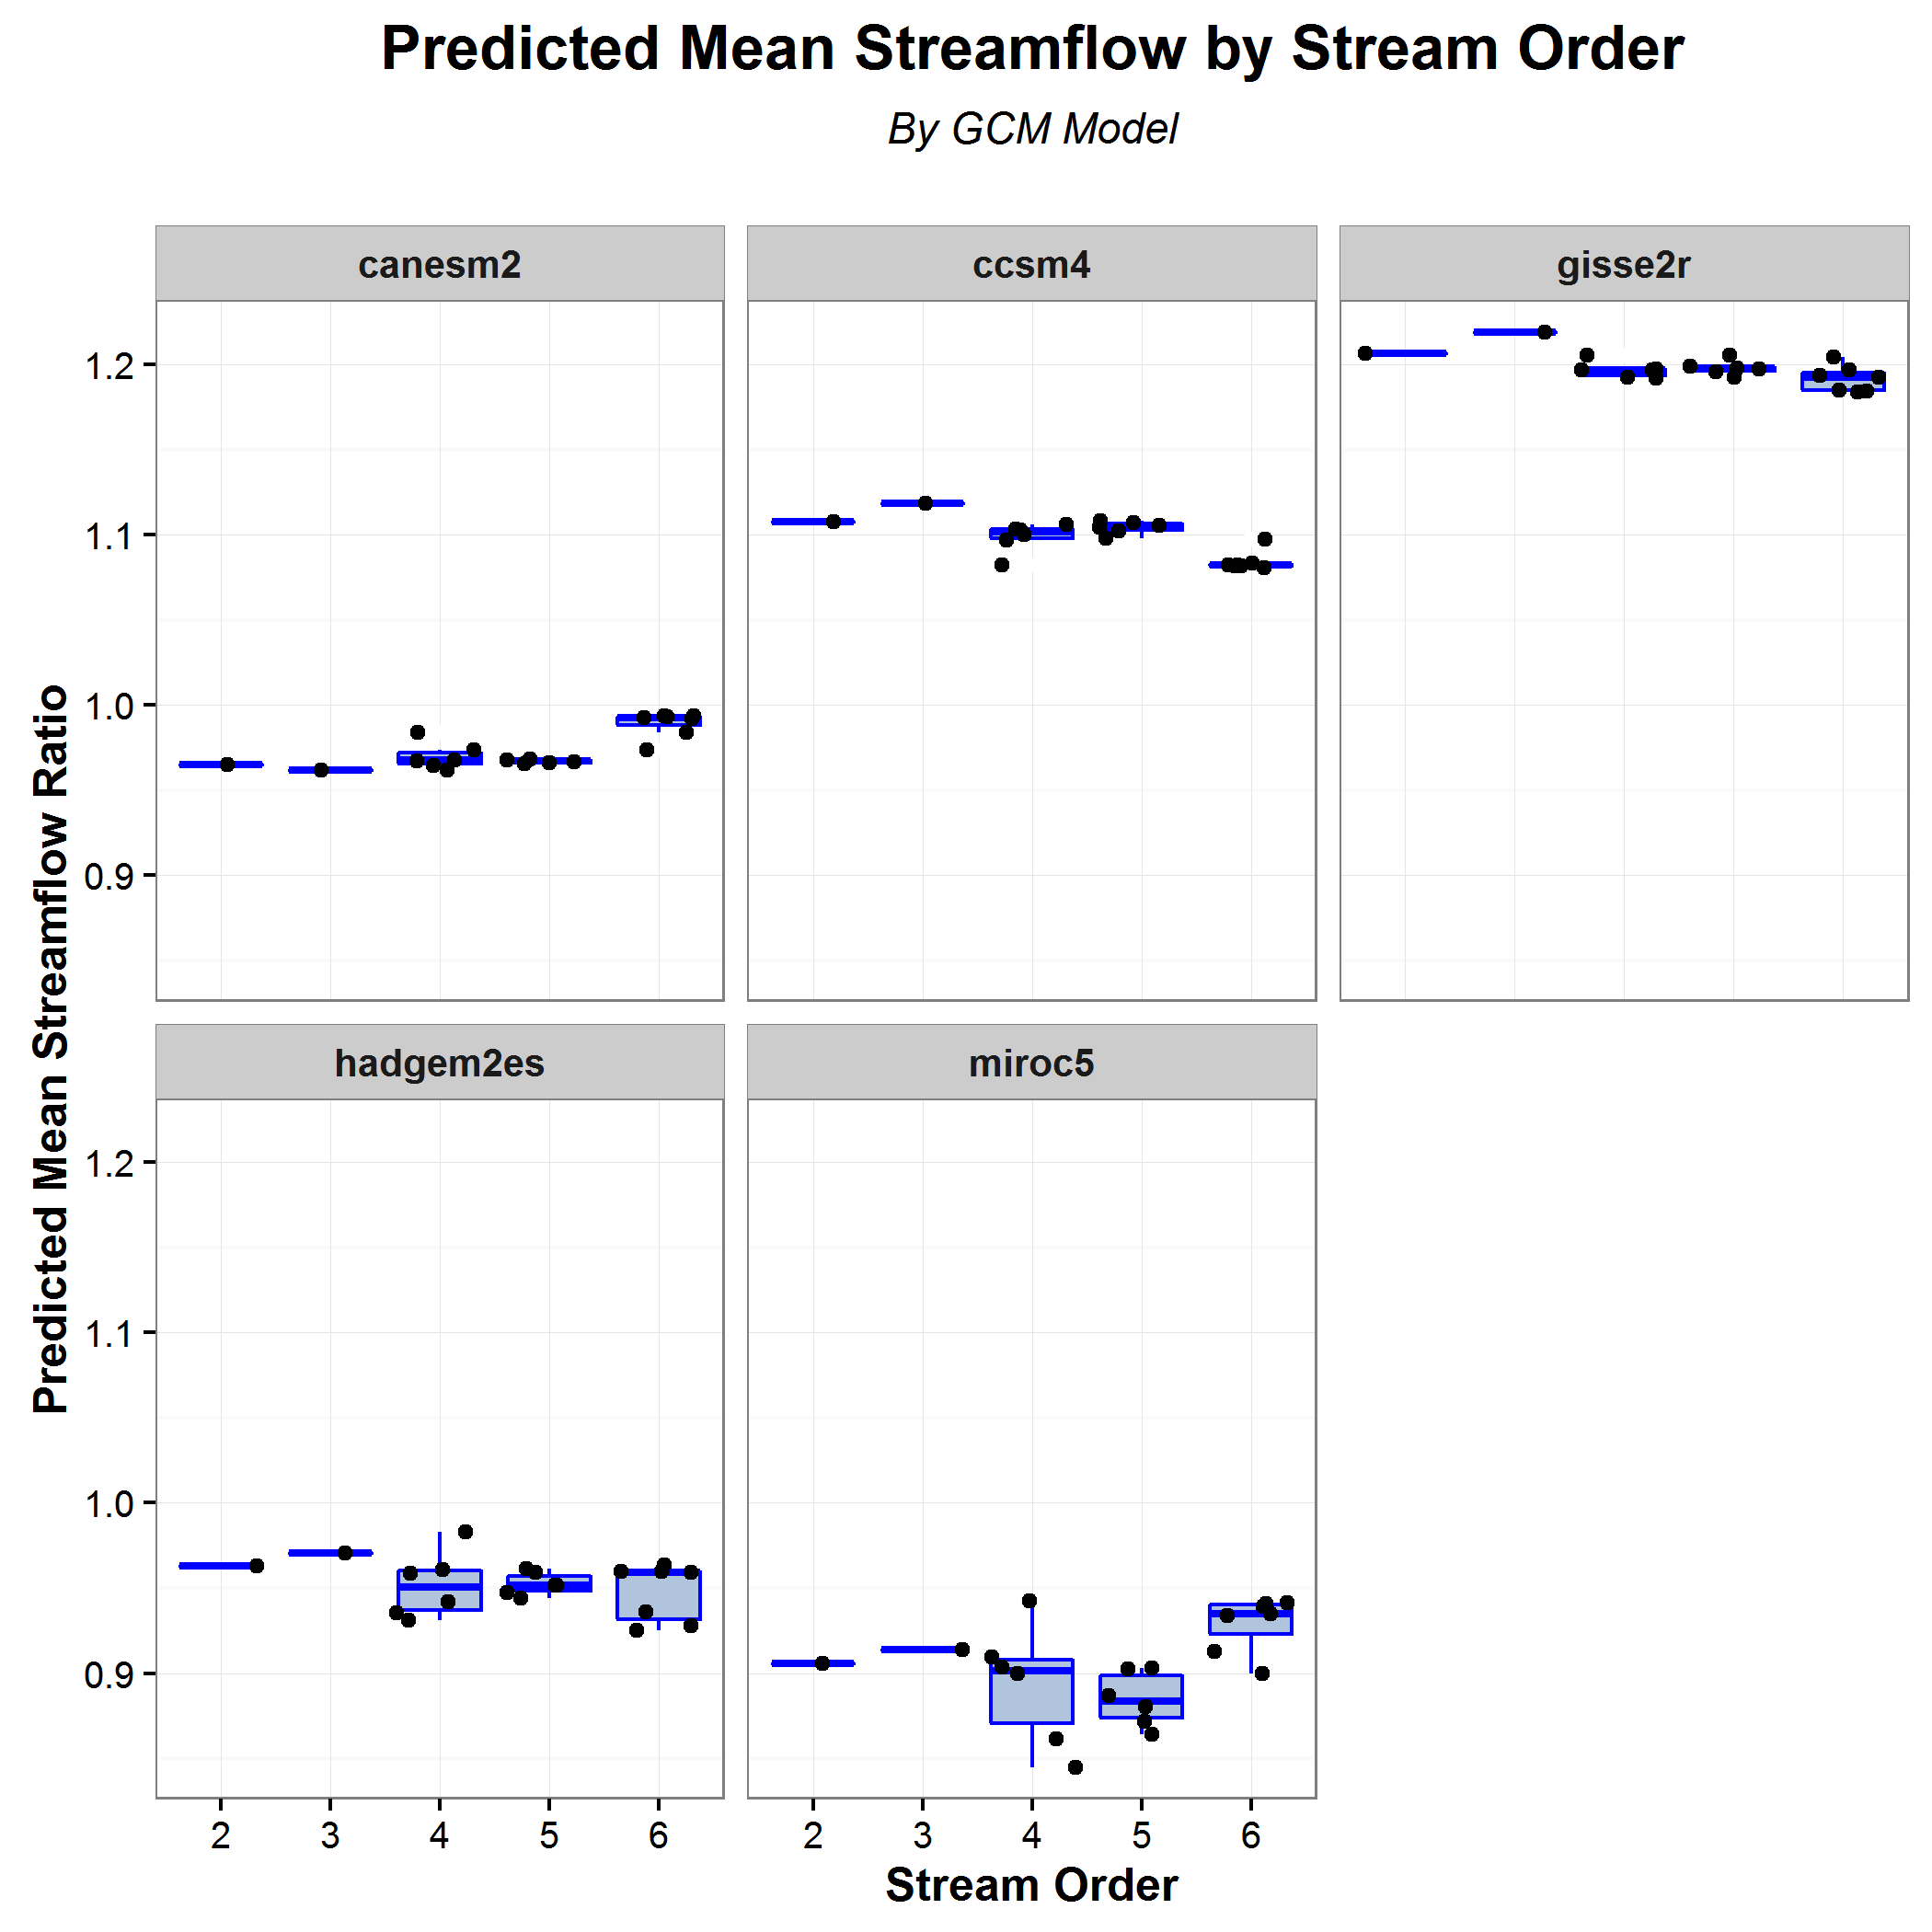 Predicted Mean Streamflow by Stream Order
By GCM Model
canesm2
ccsm4
gisse2r
1.2
1.1
1.0
0.9
Predicted Mean Streamflow Ratio
hadgem2es
miroc5
1.2
1.1
1.0
0.9
2 3 4 5 6
2 3 4 5 6
Stream Order